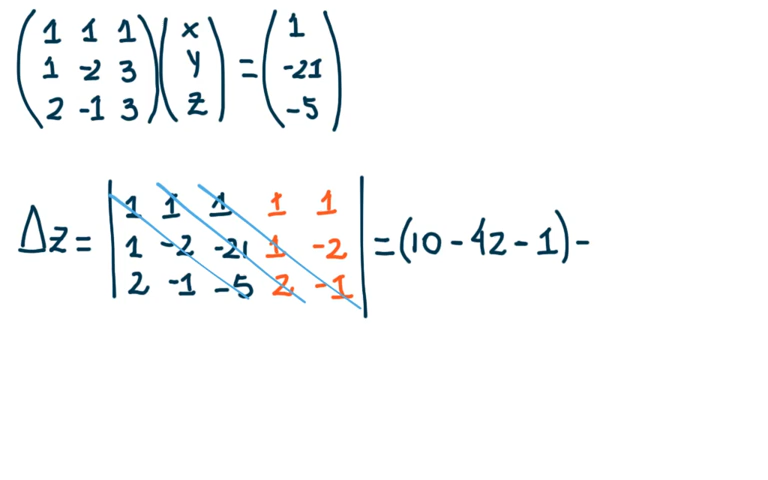 (1 1 1)(x) = (1)
(1 -2 3)(y) = (-21)
(2 -1 3)(z) = (-5)
Δz = |1 1 1 1 1| = (10 - 42 - 1) -
|1 -2 -21 1 -2|
|2 -1 -5 2 -1|